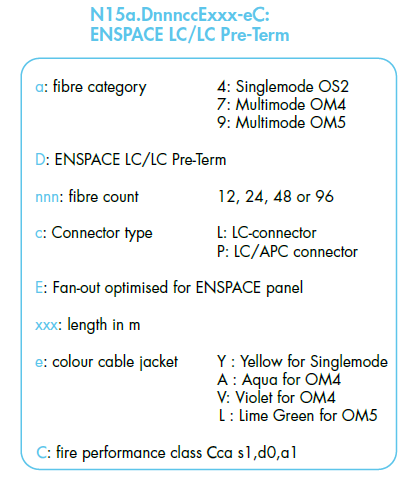 N15a.DnnnccExxx-eC:
ENSPACE LC/LC Pre-Term
a: fibre category 4: Singlemode OS2
7: Multimode OM4
9: Multimode OM5
D: ENSPACE LC/LC Pre-Term
nnn: fibre count 12, 24, 48 or 96
c: Connector type L: LC-connector
P: LC/APC connector
E: Fan-out optimised for ENSPACE panel
xxx: length in m
e: colour cable jacket Y : Yellow for Singlemode
A : Aqua for OM4
V: Violet for OM4
L : Lime Green for OM5
C: fire performance class Cca s1,d0,a1